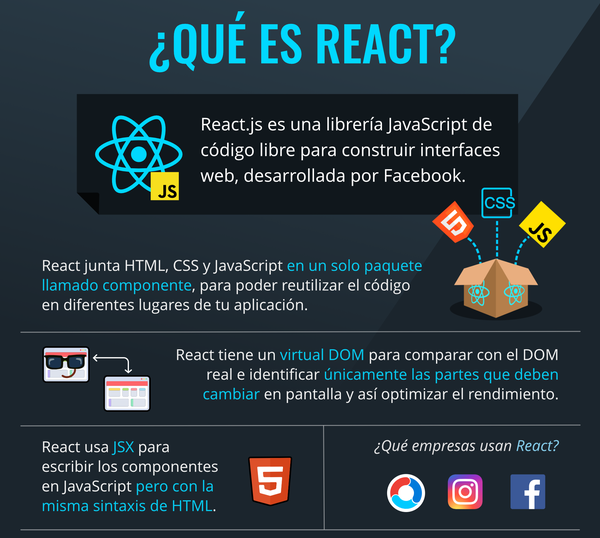 ¿QUÉ ES REACT?
React.js es una librería JavaScript de
código libre para construir interfaces
web, desarrollada por Facebook.
JS
CSS
5
JS
React junta HTML, CSS y JavaScript en un solo paquete
llamado componente, para poder reutilizar el código
en diferentes lugares de tu aplicación.
React tiene un virtual DOM para comparar con el DOM
real e identificar únicamente las partes que deben
cambiar en pantalla y así optimizar el rendimiento.
React usa JSX para
escribir los componentes
en JavaScript pero con la
misma sintaxis de HTML.
5
¿Qué empresas usan React?
f